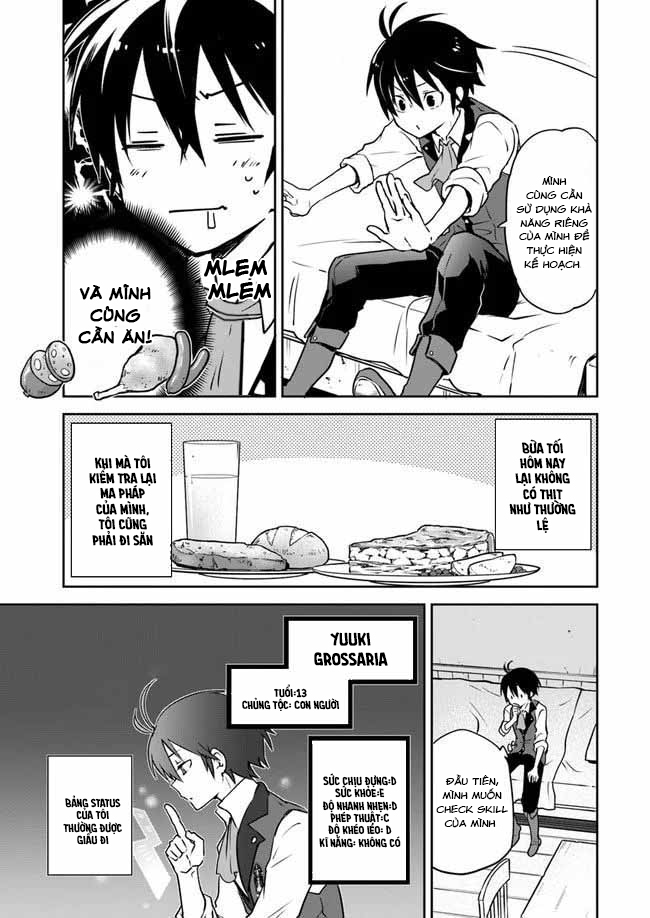 MÌNH
CŨNG CẦN
SỬ DỤNG KHẢ
NĂNG RIÊNG
CỦA MÌNH ĐỂ
THỰC HIỆN
KẾ HOẠCH
MLEM
MLEM
VÀ MÌNH
CŨNG
CẦN ĂN!
BỮA TỐI
HÔM NAY
LẠI KHÔNG
CÓ THỊT
NHƯ THƯỜNG
LỆ
KHI MÀ TÔI
KIỂM TRA LẠI
MA PHÁP
CỦA MÌNH,
TÔI CŨNG
PHẢI ĐI SĂN
ĐẦU TIÊN,
MÌNH MUỐN
CHECK SKILL
CỦA MÌNH
YUUKI
GROSSARIA
TUỔI:13
CHỦNG TỘC: CON NGƯỜI
SỨC CHỊU ĐỰNG:D
SỨC KHỎE:E
ĐỘ NHANH NHẸN:D
PHÉP THUẬT:C
ĐỘ KHÉO LÉO: D
KĨ NĂNG: KHÔNG CÓ
BẢNG STATUS
CỦA TÔI
THƯỜNG ĐƯỢC
GIẤU ĐI